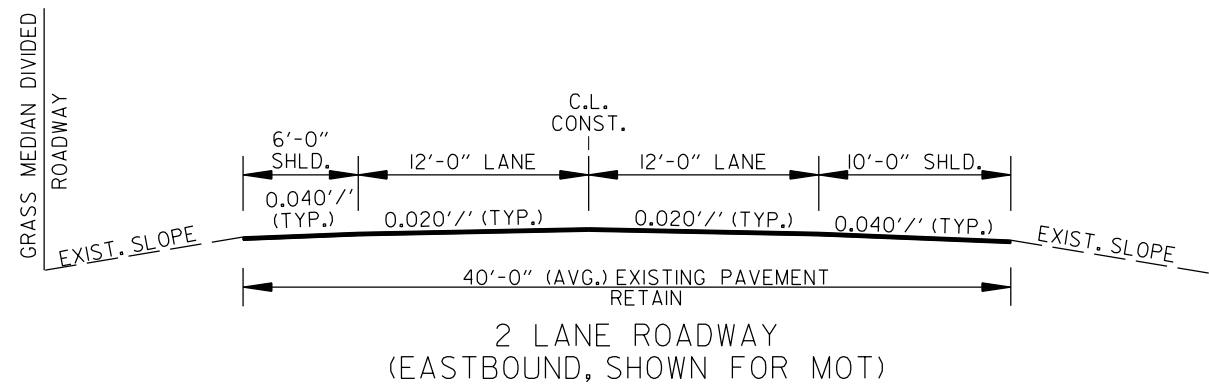 GRASS MEDIAN DIVIDED
ROADWAY
C.L.
CONST.
6'-0"
SHLD.
12'-0" LANE
12'-0" LANE
10'-0" SHLD.
0.040'/'
(TYP.)
0.020'/' (TYP.)
0.020'/' (TYP.)
0.040'/' (TYP.)
EXIST. SLOPE
EXIST. SLOPE
40'-0" (AVG.) EXISTING PAVEMENT
RETAIN
2 LANE ROADWAY
(EASTBOUND, SHOWN FOR MOT)